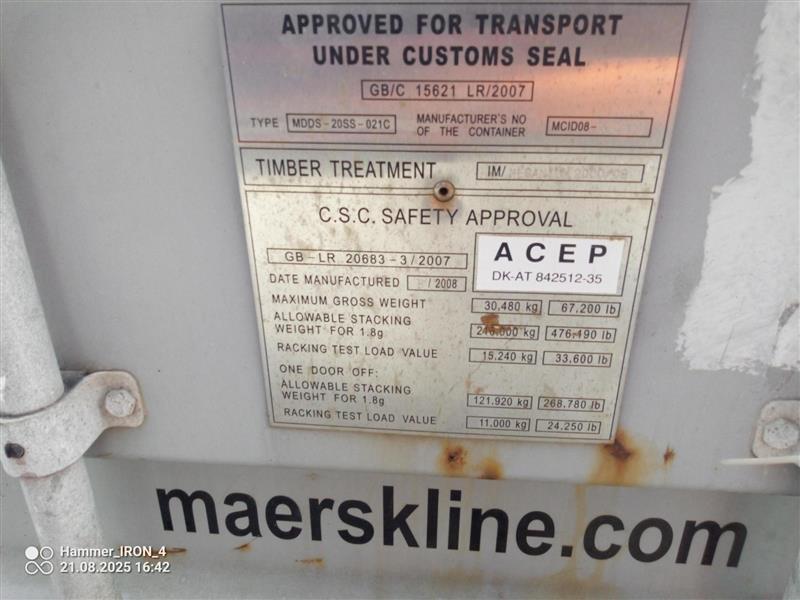 APPROVED FOR TRANSPORT
UNDER CUSTOMS SEAL
GB/C 15621 LR/2007
TYPE MDDS-20SS-021C MANUFACTURER'S NO OF THE CONTAINER MCID08-
TIMBER TREATMENT IM/
C.S.C. SAFETY APPROVAL
GB-LR 20683-3/2007
ACEP
DK-AT 842512-35
DATE MANUFACTURED /2008
MAXIMUM GROSS WEIGHT 30,480 kg 67.200 lb
ALLOWABLE STACKING
WEIGHT FOR 1.8g kg 476.490 lb
RACKING TEST LOAD VALUE 15.240 kg 33,600 lb
ONE DOOR OFF:
ALLOWABLE STACKING
WEIGHT FOR 1.8g 121.920 kg 268.780 lb
RACKING TEST LOAD VALUE 11,000 kg 24.250 lb
maerskline.com
Hammer_IRON_4
21.08.2025 16:42